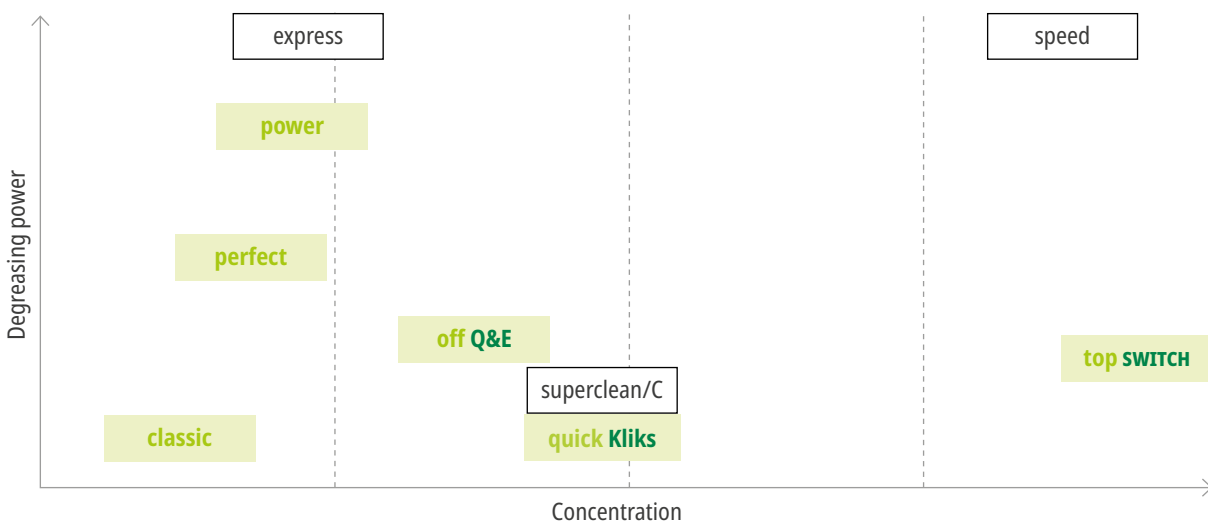 express
speed
power
perfect
off Q&E
top SWITCH
superclean/C
classic
quick Kliks
Degreasing power
Concentration